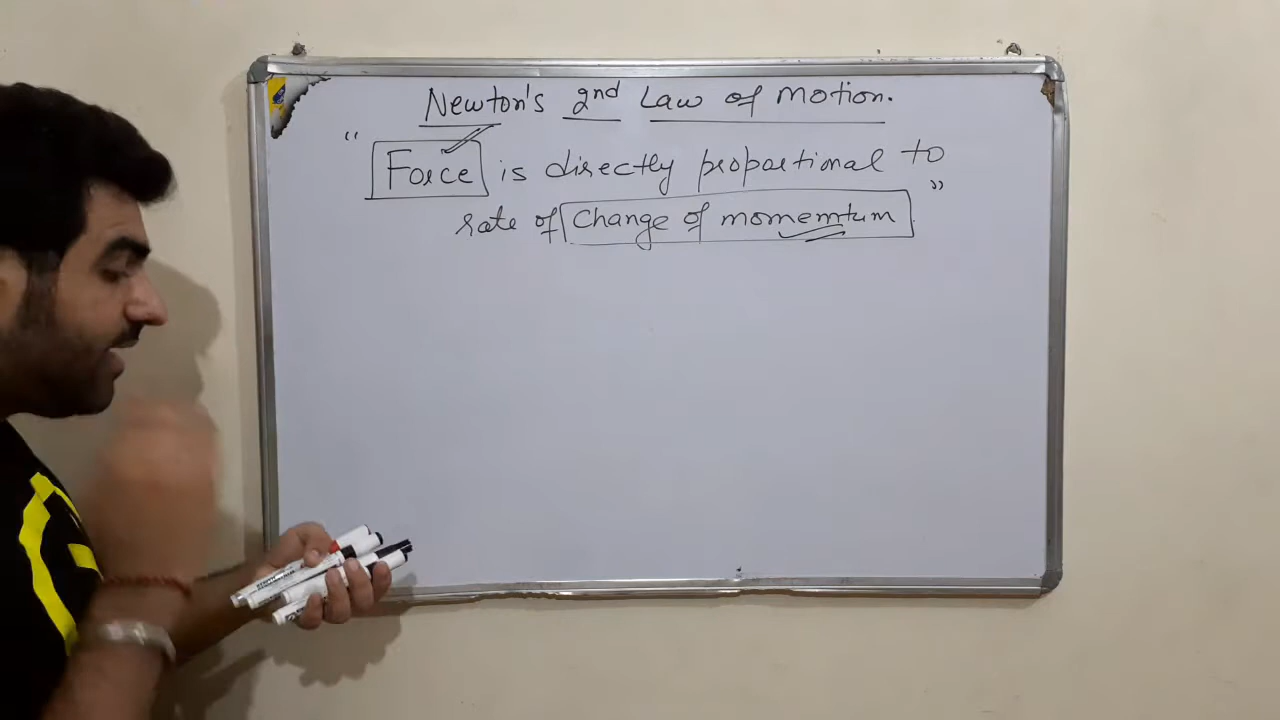 Newton's 2nd Law of motion.
" Force is directly proportional to
rate of change of momemtum. "